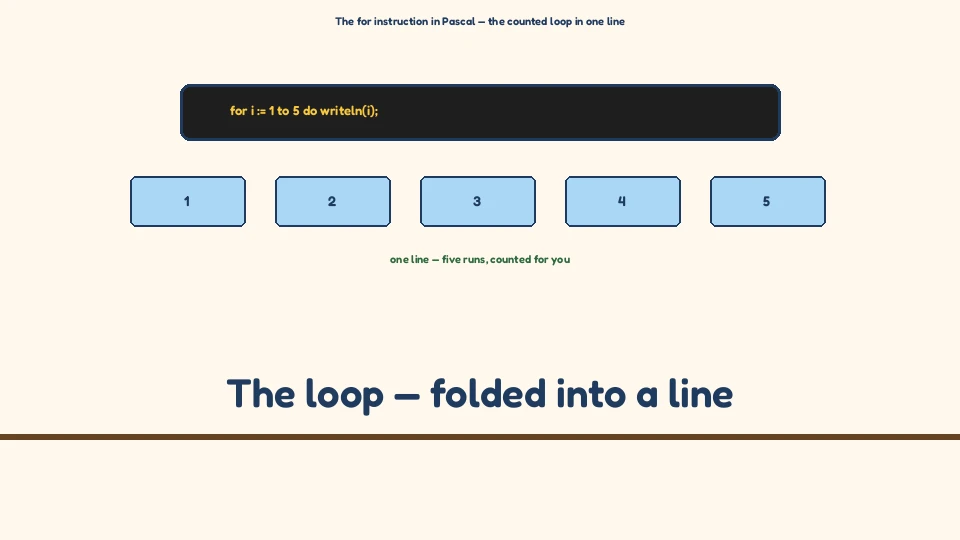 The for instruction in Pascal — the counted loop in one line
for i := 1 to 5 do writeln(i);
1 2 3 4 5
one line — five runs, counted for you
The loop — folded into a line